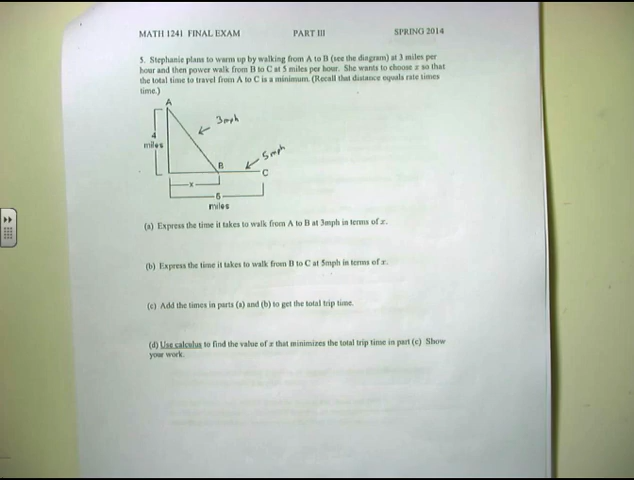 MATH 1241 FINAL EXAM PART III SPRING 2014
5. Stephanie plans to warm up by walking from A to B (see the diagram) at 3 miles per
hour and then power walk from B to C at 5 miles per hour. She wants to choose x so that
the total time to travel from A to C is a minimum. (Recall that distance equals rate times
time.)
A
3mph
4
miles
5mph
B
C
x
6
miles
(a) Express the time it takes to walk from A to B at 3mph in terms of x.
(b) Express the time it takes to walk from B to C at 5mph in terms of x.
(c) Add the times in parts (a) and (b) to get the total trip time.
(d) Use calculus to find the value of x that minimizes the total trip time in part (c) Show
your work.